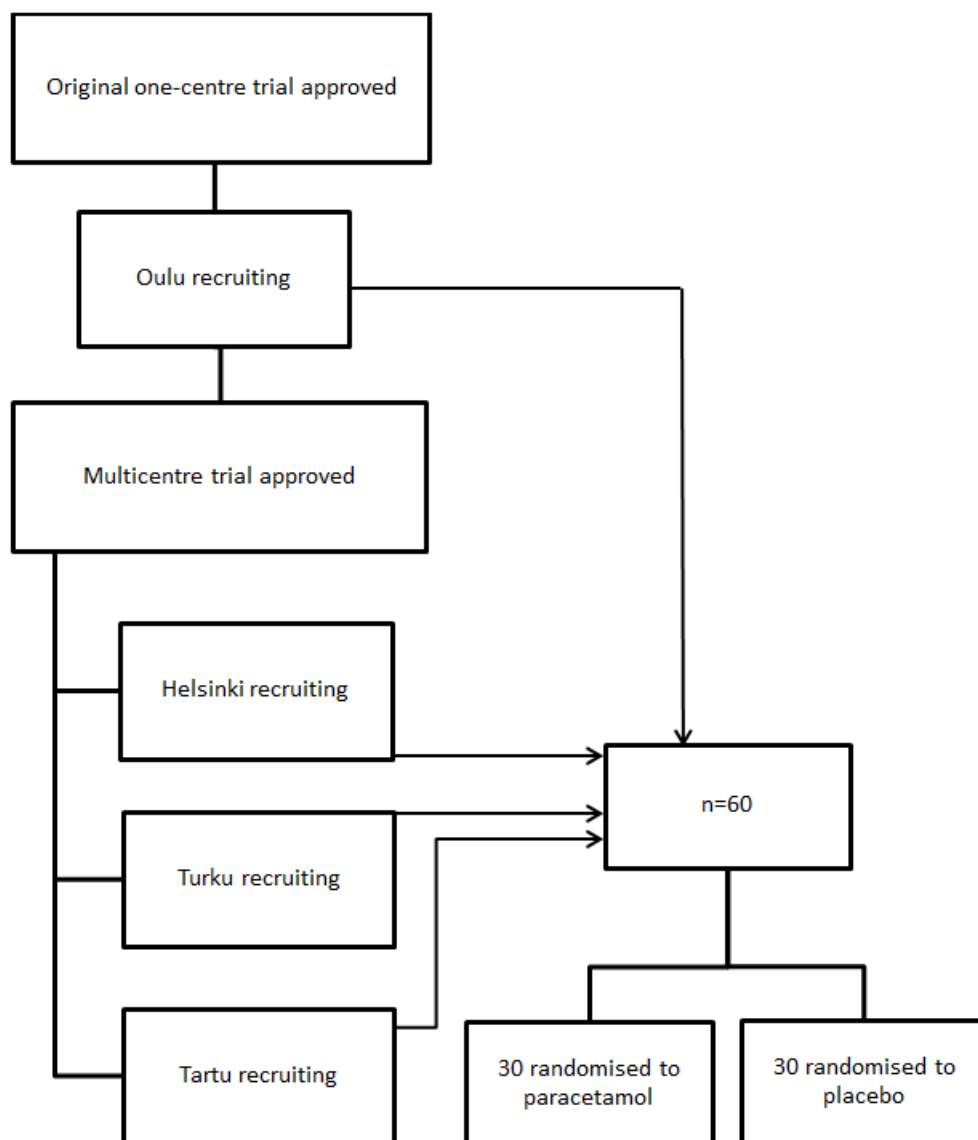 Original one-centre trial approved
Oulu recruiting
Multicentre trial approved
Helsinki recruiting
n=60
Turku recruiting
Tartu recruiting
30 randomised to
paracetamol
30 randomised to
placebo